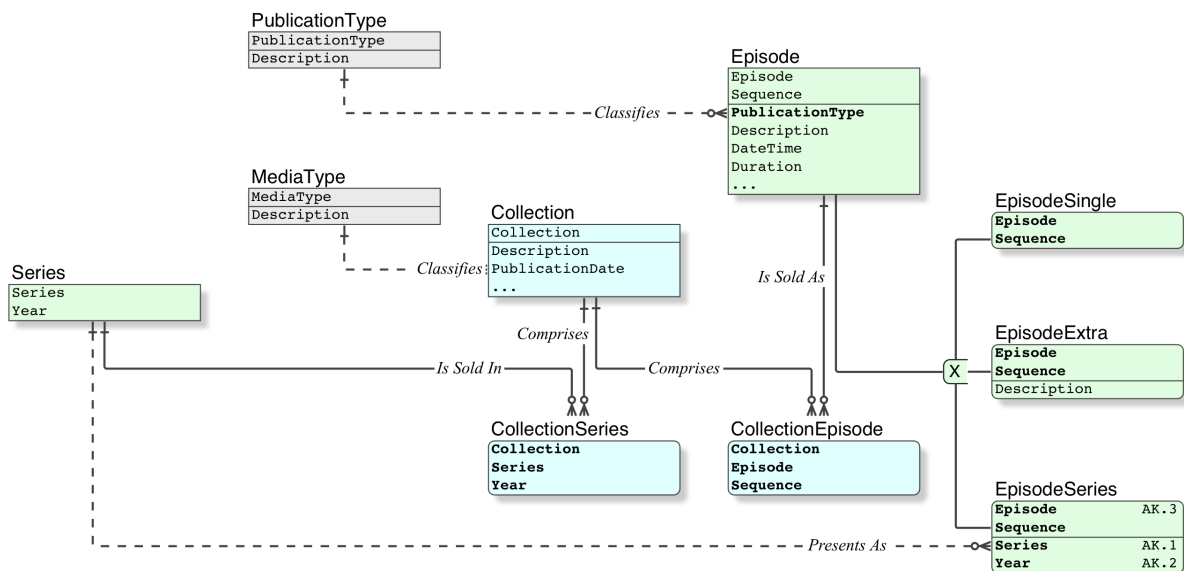 PublicationType
PublicationType
Description
Classifies
Episode
Episode
Sequence
PublicationType
Description
DateTime
Duration
...
MediaType
MediaType
Description
Classifies
Collection
Collection
Description
PublicationDate
...
Is Sold As
EpisodeSingle
Episode
Sequence
Series
Series
Year
Comprises
Is Sold In
Comprises
X
EpisodeExtra
Episode
Sequence
Description
CollectionSeries
Collection
Series
Year
CollectionEpisode
Collection
Episode
Sequence
EpisodeSeries
Episode AK.3
Sequence
Series AK.1
Year AK.2
Presents As